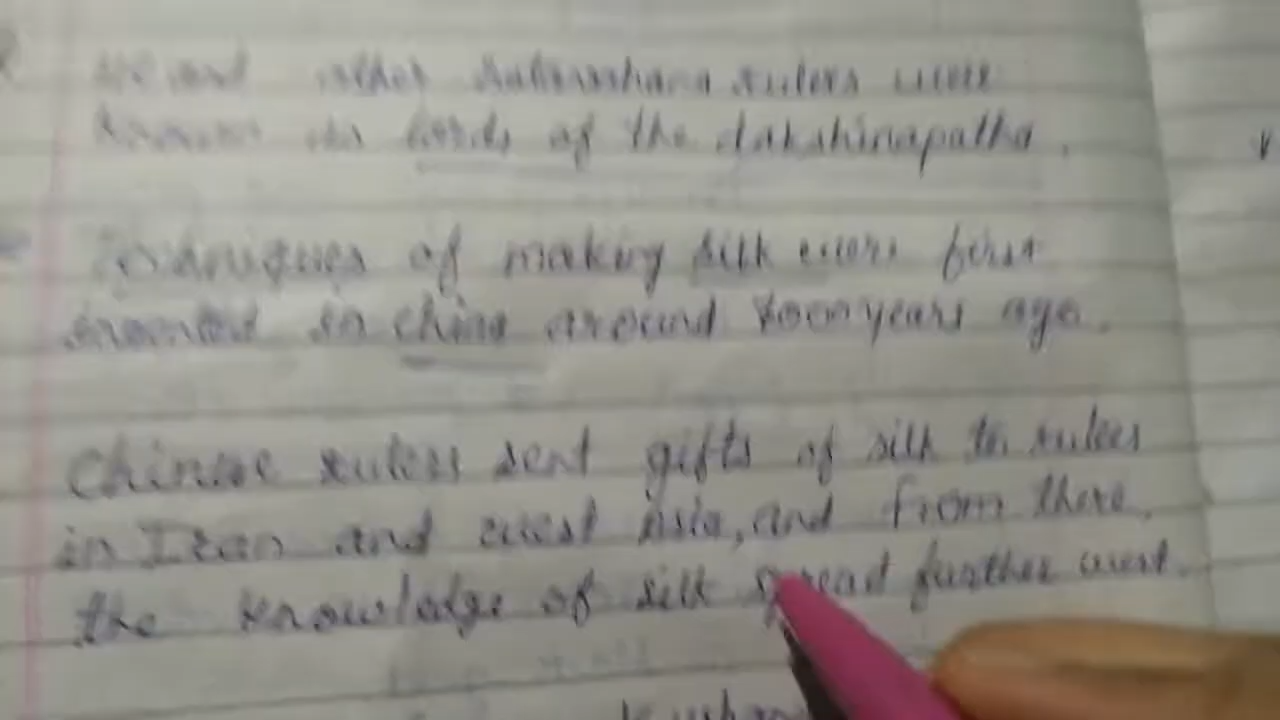 He and other Satavahana rulers were
known as lords of the dakshinapatha.
Techniques of making silk were first
invented in China around 7000 years ago.
Chinese rulers sent gifts of silk to rulers
in Iran and west Asia, and from there,
the knowledge of silk spread further west.